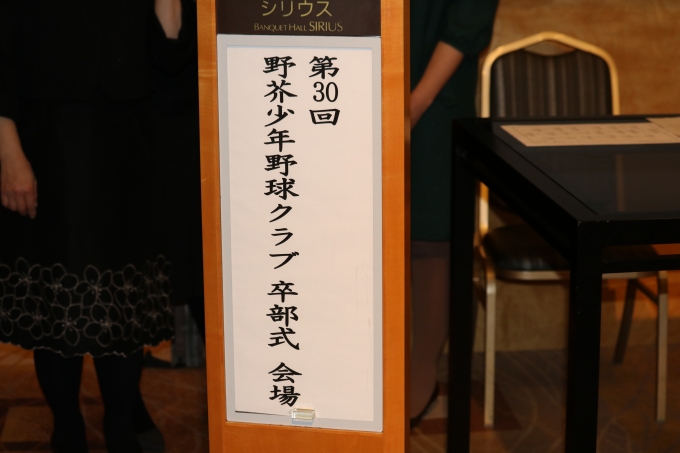 シリウス
BANQUET HALL SIRIUS
第30回
野芥少年野球クラブ 卒部式 会場